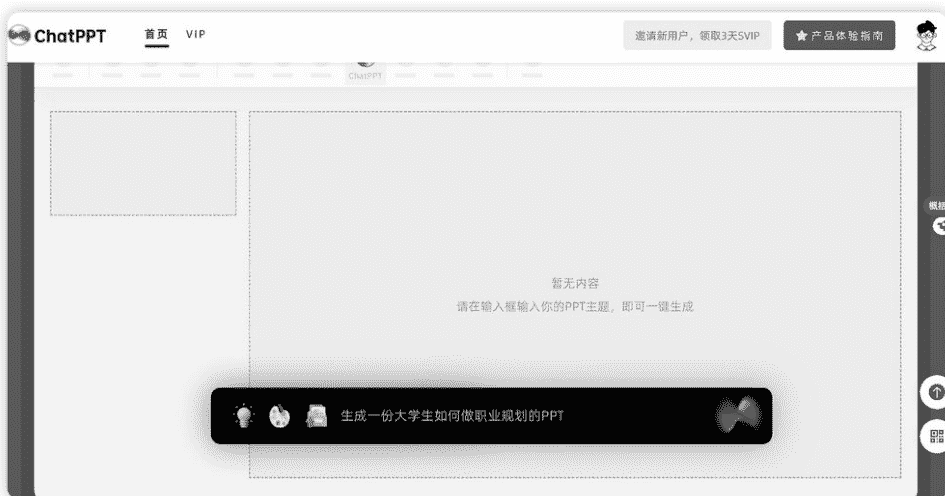 ChatPPT
首页
VIP
邀请新用户，领取3天SVIP
产品体验指南
ChatPPT
概括
暂无内容
请在输入框输入你的PPT主题，即可一键生成
生成一份大学生如何做职业规划的PPT